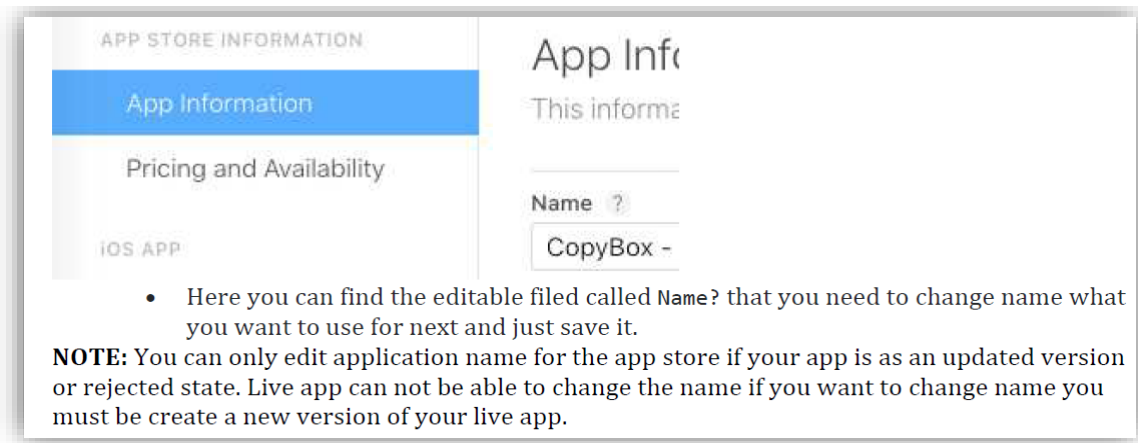 APP STORE INFORMATION
App Information
Pricing and Availability
iOS APP
App Info
This informa
Name ?
CopyBox -
• Here you can find the editable filed called Name? that you need to change name what
you want to use for next and just save it.
NOTE: You can only edit application name for the app store if your app is as an updated version
or rejected state. Live app can not be able to change the name if you want to change name you
must be create a new version of your live app.